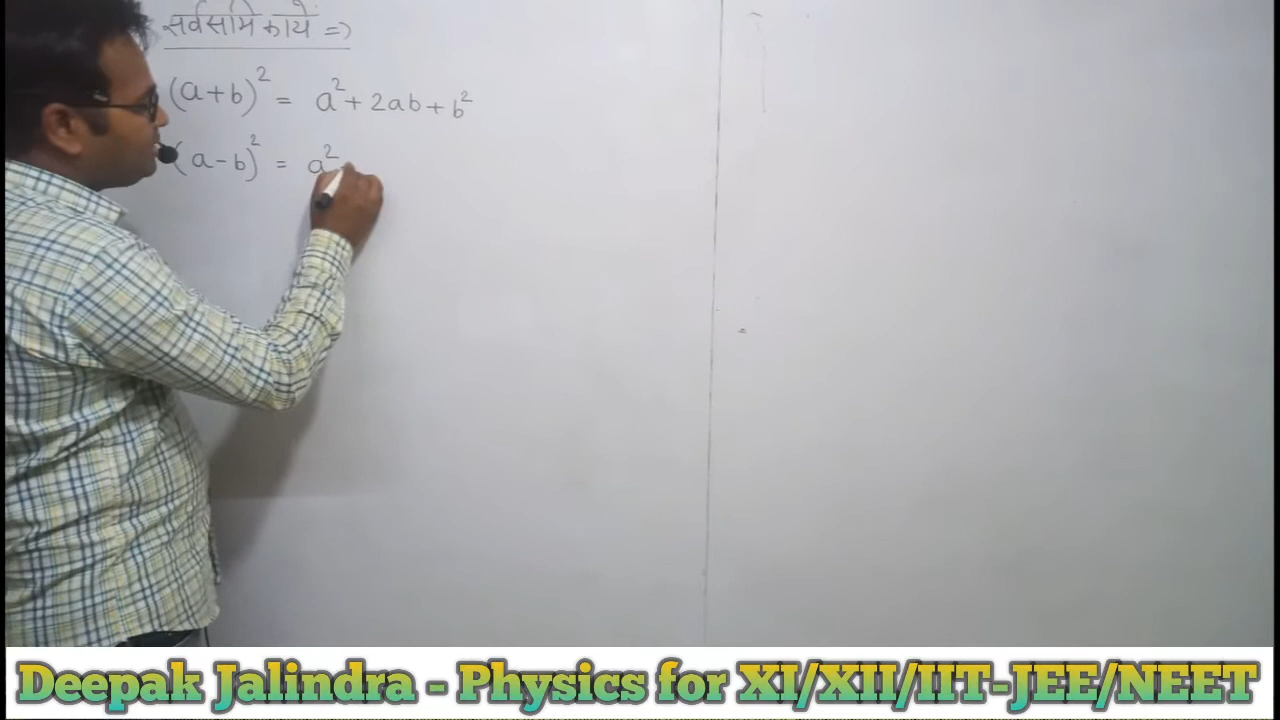 सर्वसमिकायें =>
(a+b)² = a² + 2ab + b²
(a-b)² = a²
Deepak Jalindra - Physics for XI/XII/IIT-JEE/NEET